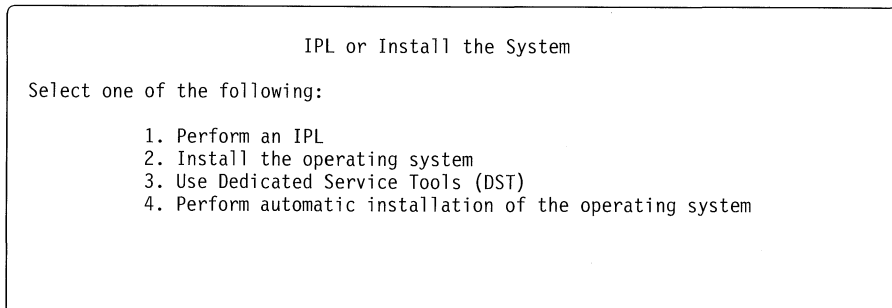 IPL or Install the System
Select one of the following:
1. Perform an IPL
2. Install the operating system
3. Use Dedicated Service Tools (DST)
4. Perform automatic installation of the operating system